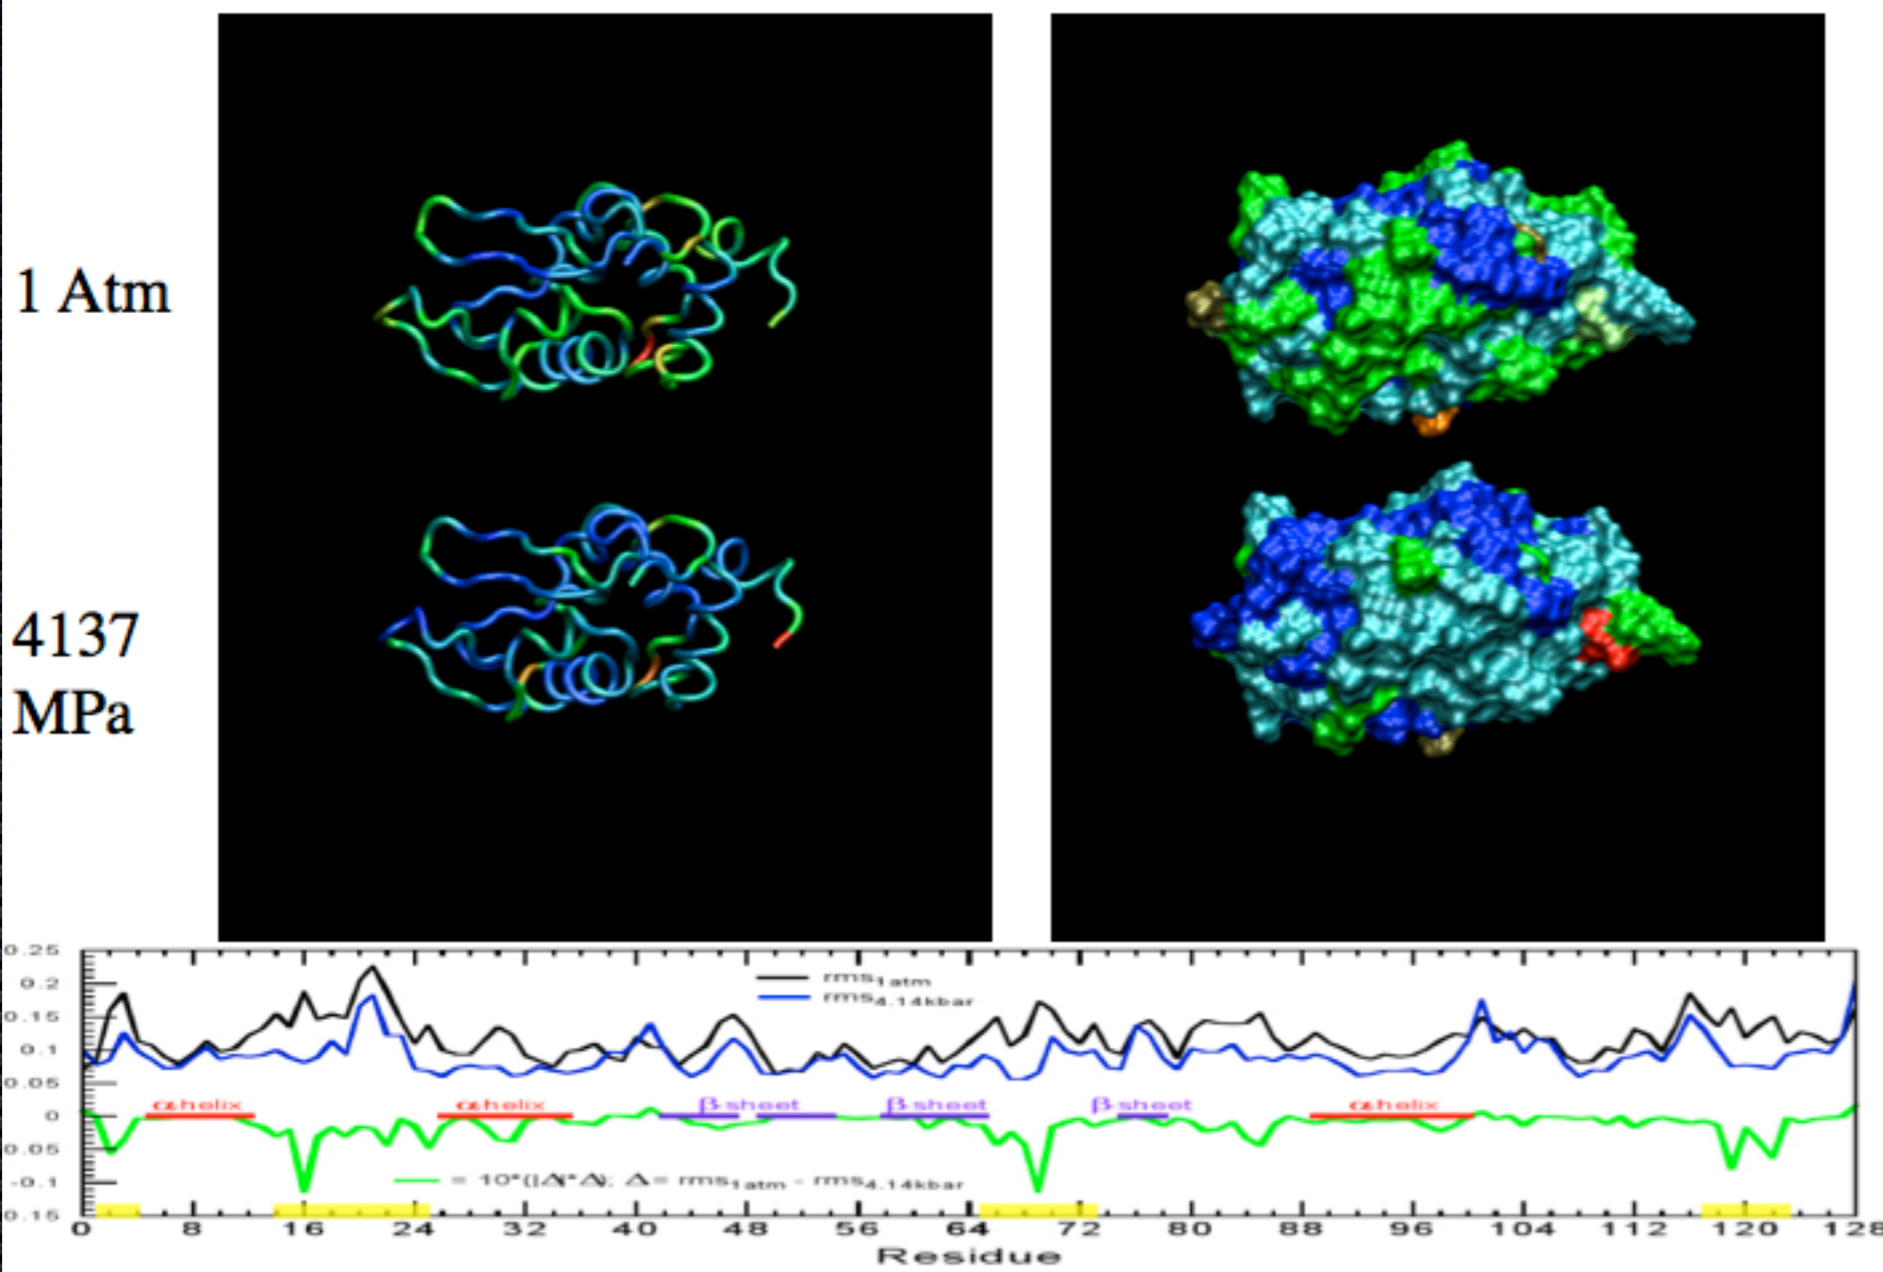 1 Atm
4137
MPa
0.25
0.2
0.15
0.1
0.05
0
0.05
-0.1
0.15
rms1atm
rms4.14kbar
α-helix
α-helix
β-sheet
β-sheet
β-sheet
α-helix
= 10*(|Δ|*Δ); Δ = rms1atm - rms4.14kbar
0 8 16 24 32 40 48 56 64 72 80 88 96 104 112 120 128
Residue